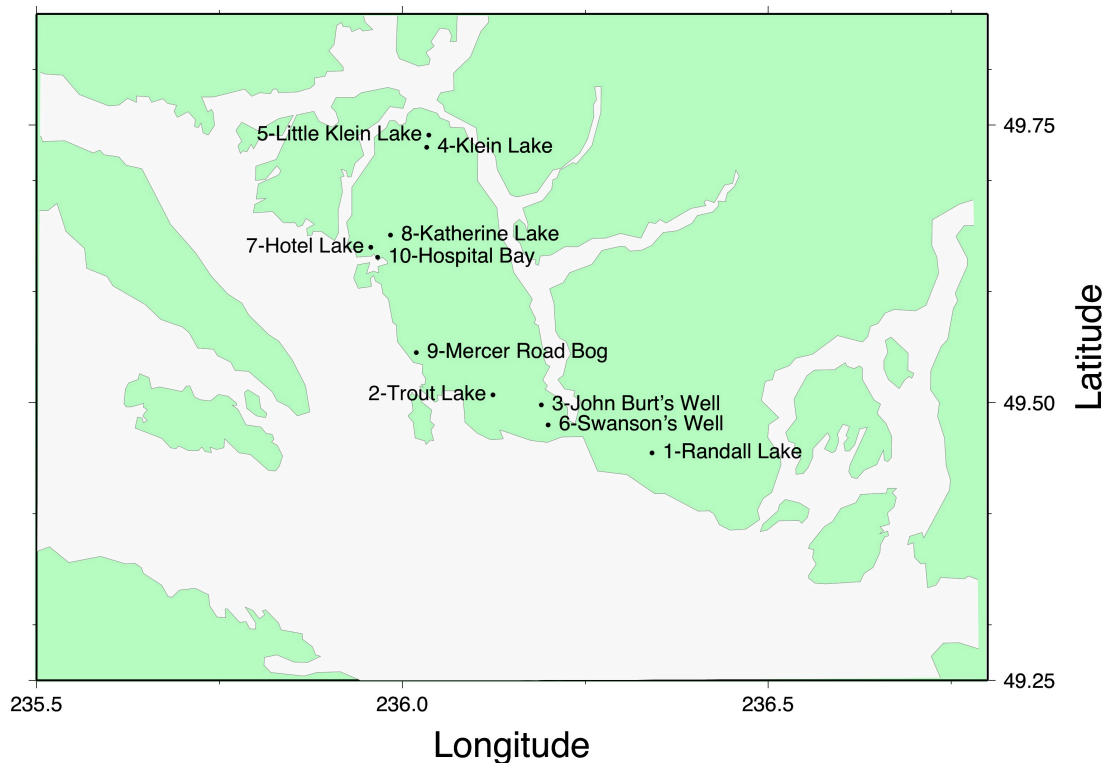 5-Little Klein Lake
4-Klein Lake
8-Katherine Lake
7-Hotel Lake
10-Hospital Bay
9-Mercer Road Bog
2-Trout Lake
3-John Burt's Well
6-Swanson's Well
1-Randall Lake
49.75
49.50
49.25
Latitude
235.5
236.0
236.5
Longitude